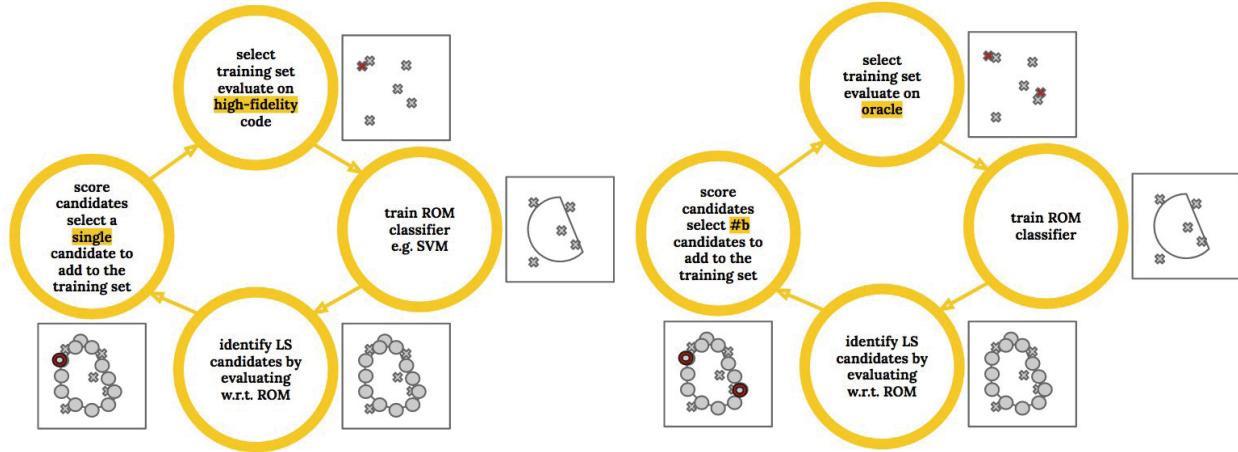 select
training set
evaluate on
high-fidelity
code
train ROM
classifier
e.g. SVM
identify LS
candidates by
evaluating
w.r.t. ROM
score
candidates
select a
single
candidate to
add to the
training set
select
training set
evaluate on
oracle
train ROM
classifier
identify LS
candidates by
evaluating
w.r.t. ROM
score
candidates
select #b
candidates to
add to the
training set